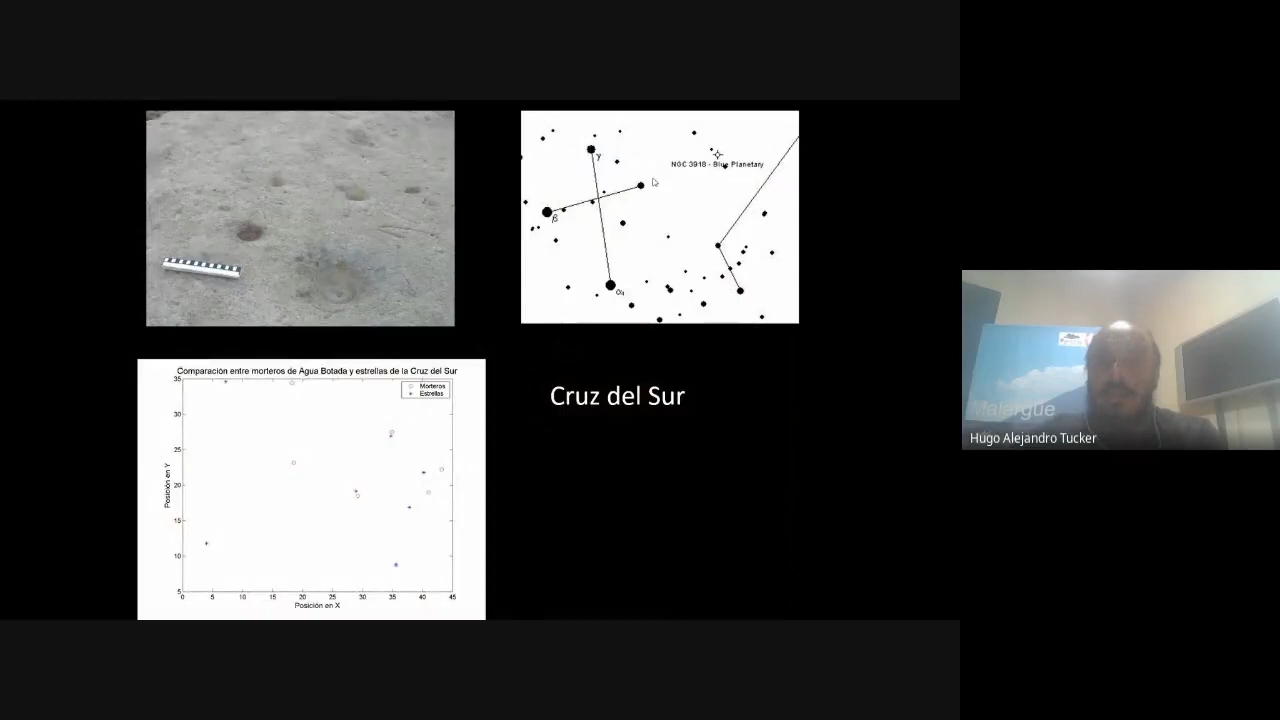 γ
NGC 3918 - Blue Planetary
β
α₁
Comparación entre morteros de Agua Botada y estrellas de la Cruz del Sur
Morteros
Estrellas
35
30
25
20
15
10
5
Posición en Y
0 5 10 15 20 25 30 35 40 45
Posición en X
Cruz del Sur
Malargüe
Hugo Alejandro Tucker